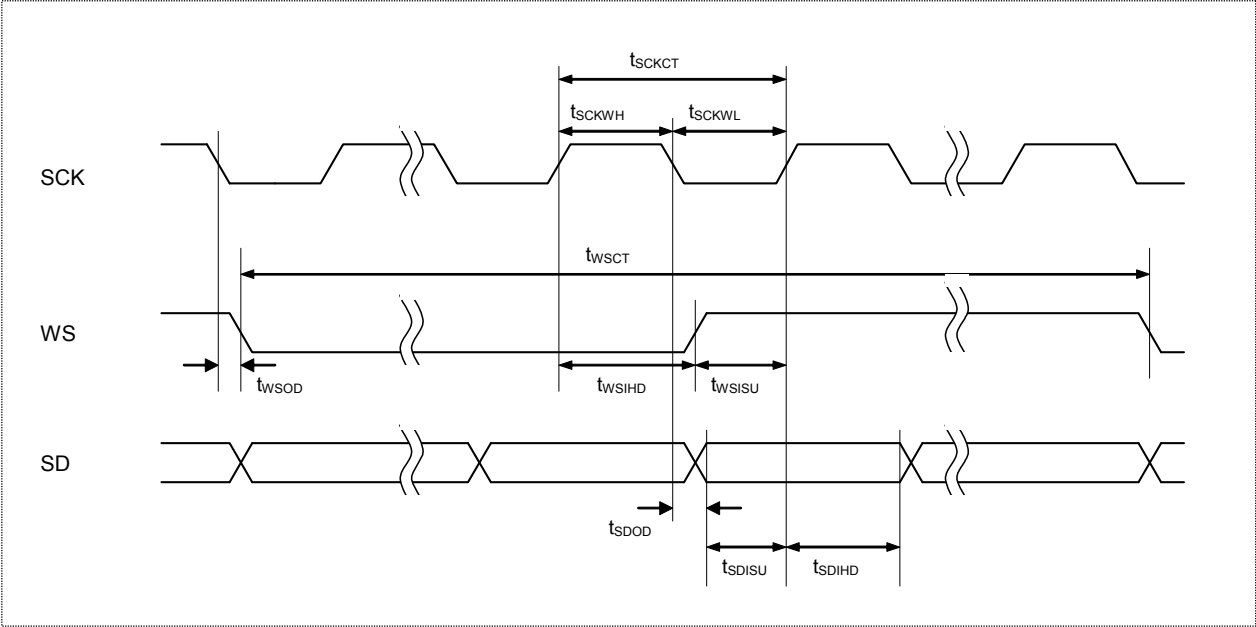 tSCKCT
tSCKWH tSCKWL
SCK
tWSCT
WS
tWSOD tWSIHD tWSISU
SD
tSDOD
tSDISU tSDIHD